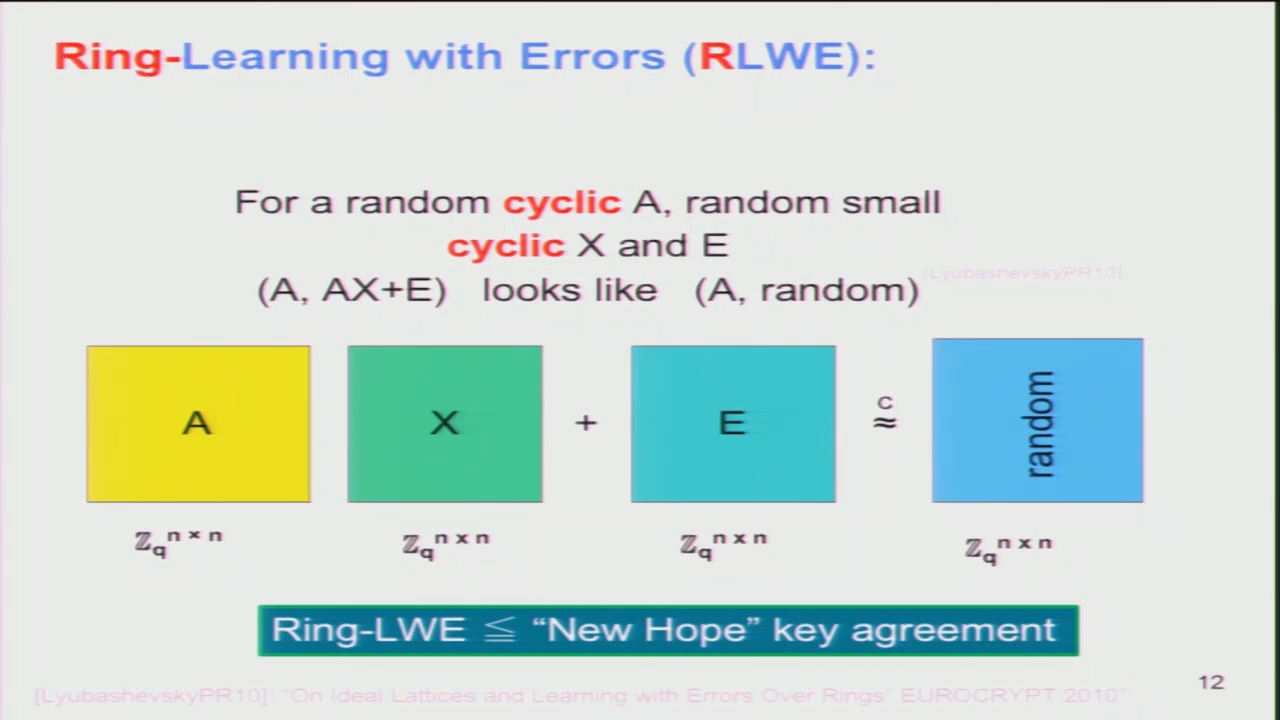 Ring-Learning with Errors (RLWE):
For a random cyclic A, random small
cyclic X and E
[LyubashevskyPR10]
(A, AX+E) looks like (A, random)
A X + E c ≈ random
ℤq n x n ℤq n x n ℤq n x n ℤq n x n
Ring-LWE ≦ “New Hope” key agreement
12
[LyubashevskyPR10]: “On Ideal Lattices and Learning with Errors Over Rings” EUROCRYPT 2010”